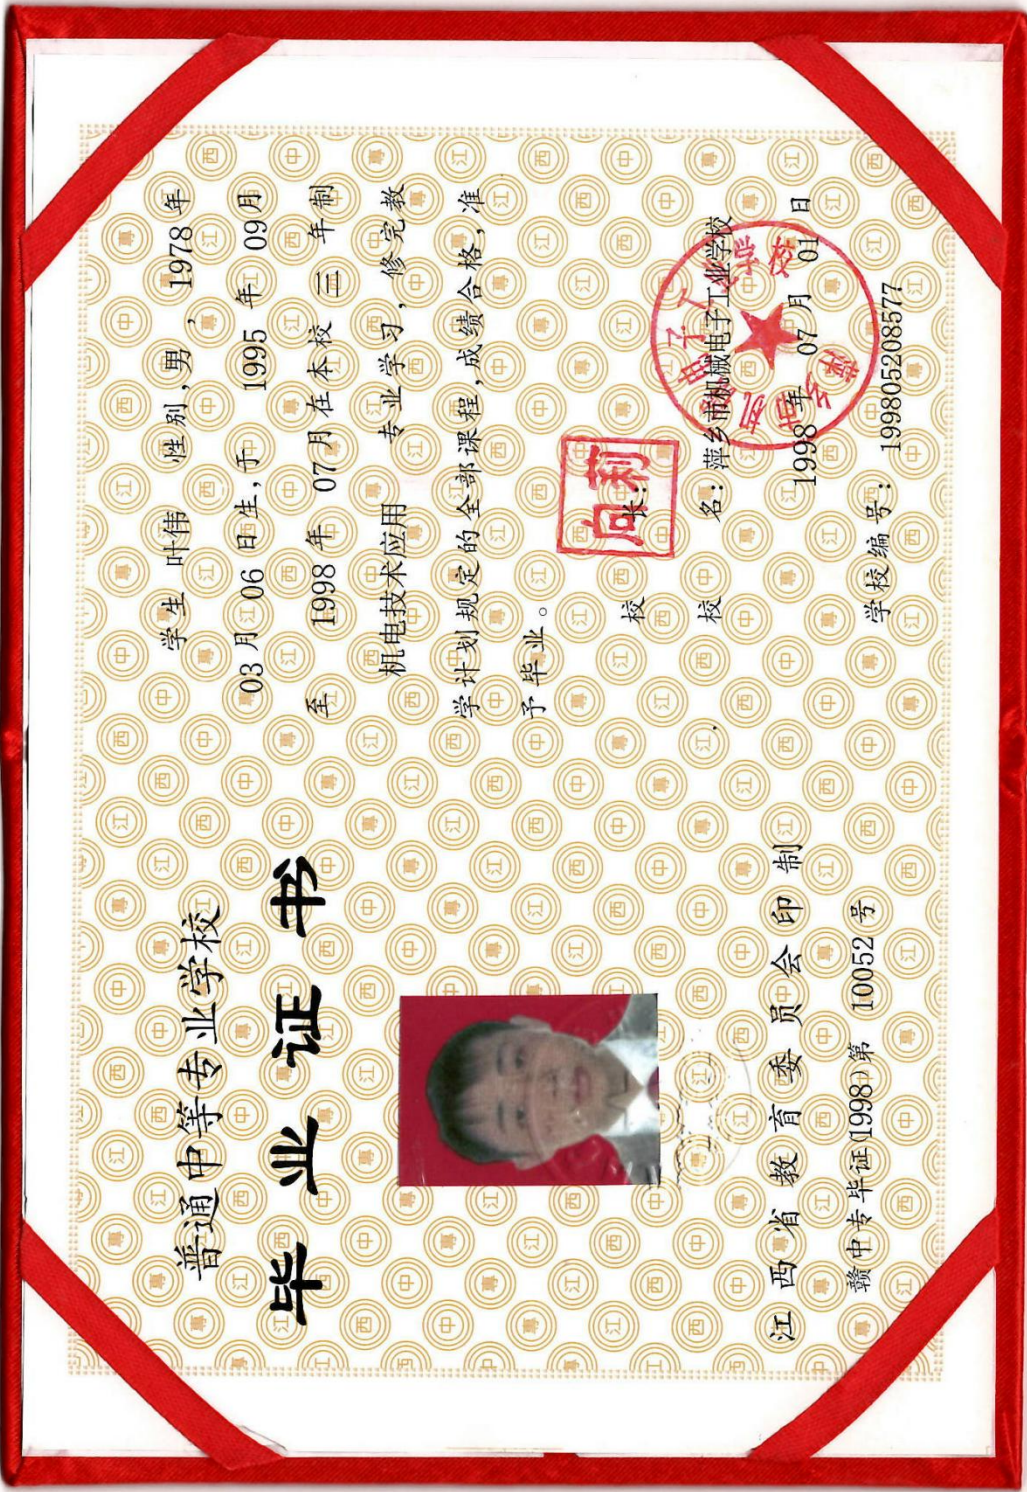 普通中等专业学校
毕业证书
江西省教育委员会印制
赣中专毕证(1998)第 10052 号
学生 叶伟 性别,男,1978 年
03 月 06 日生,于 1995 年 09 月
至 1998 年 07 月在本校 三 年制
机电技术应用 专业学习,修完教
学计划规定的全部课程,成绩合格,准
予毕业。
校 长:
校 名: 萍乡市机械电子工业学校
1998 年 07 月 01 日
学校编号: 199805208577